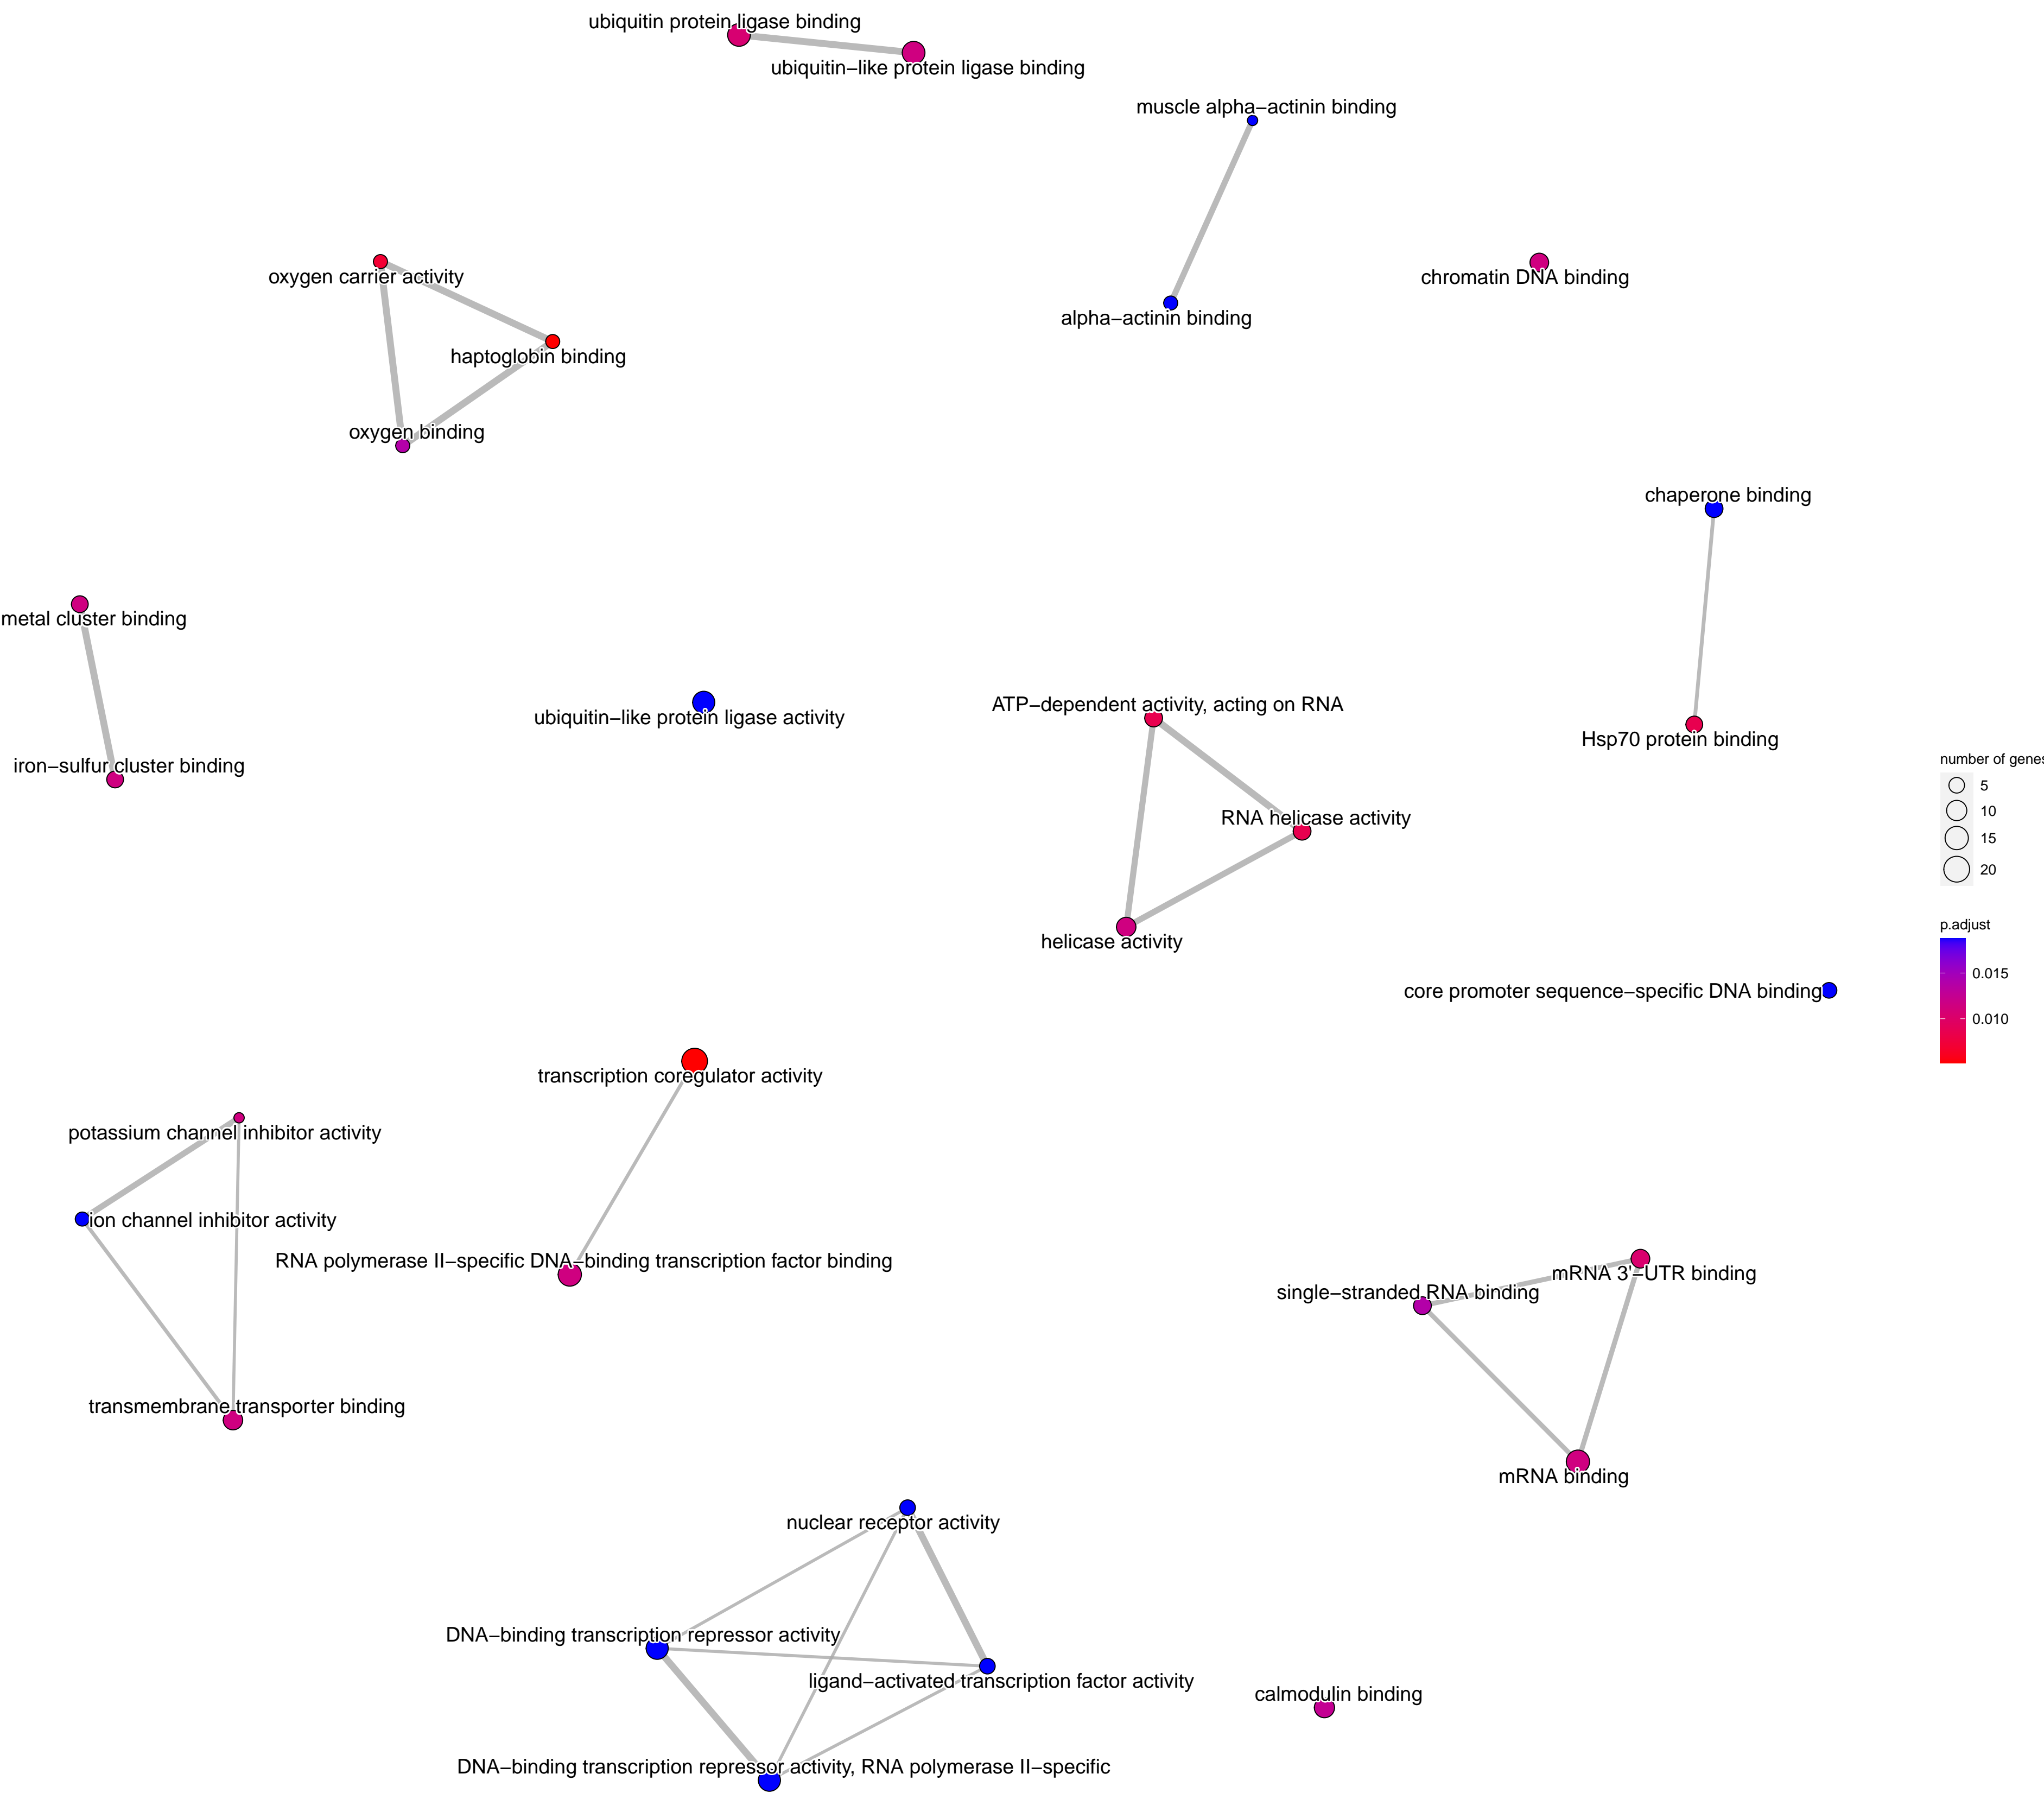 ubiquitin protein ligase binding
ubiquitin−like protein ligase binding
muscle alpha−actinin binding
oxygen carrier activity
chromatin DNA binding
alpha−actinin binding
haptoglobin binding
oxygen binding
chaperone binding
metal cluster binding
ubiquitin−like protein ligase activity
ATP−dependent activity, acting on RNA
Hsp70 protein binding
iron−sulfur cluster binding
number of genes
5
10
15
20
RNA helicase activity
helicase activity
p.adjust
0.015
0.010
core promoter sequence−specific DNA binding
transcription coregulator activity
potassium channel inhibitor activity
ion channel inhibitor activity
RNA polymerase II−specific DNA−binding transcription factor binding
mRNA 3'−UTR binding
single−stranded RNA binding
transmembrane transporter binding
mRNA binding
nuclear receptor activity
DNA−binding transcription repressor activity
ligand−activated transcription factor activity
calmodulin binding
DNA−binding transcription repressor activity, RNA polymerase II−specific